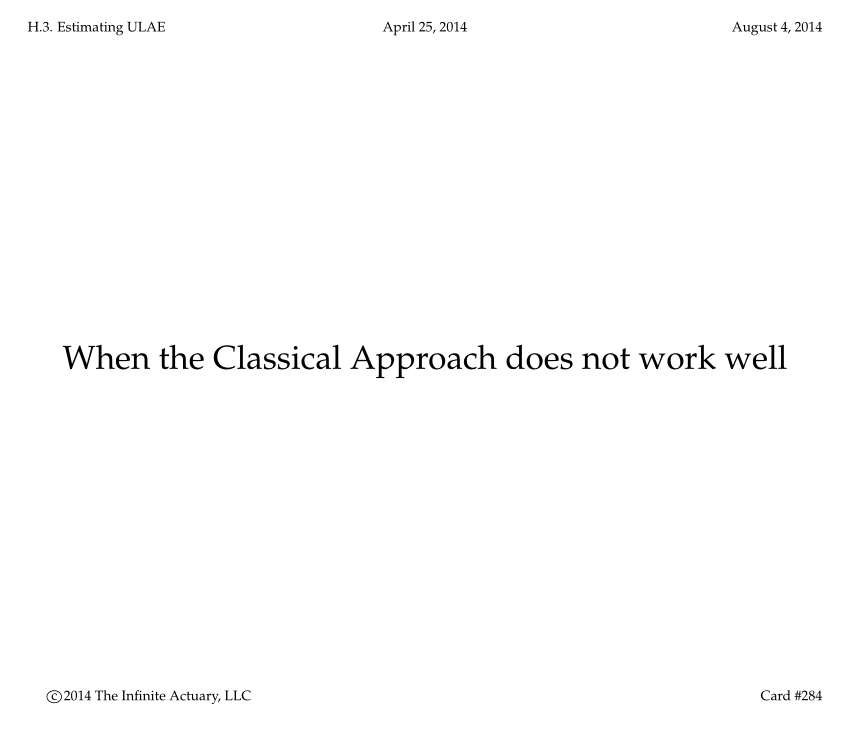 H.3. Estimating ULAE April 25, 2014 August 4, 2014
When the Classical Approach does not work well
©2014 The Infinite Actuary, LLC Card #284